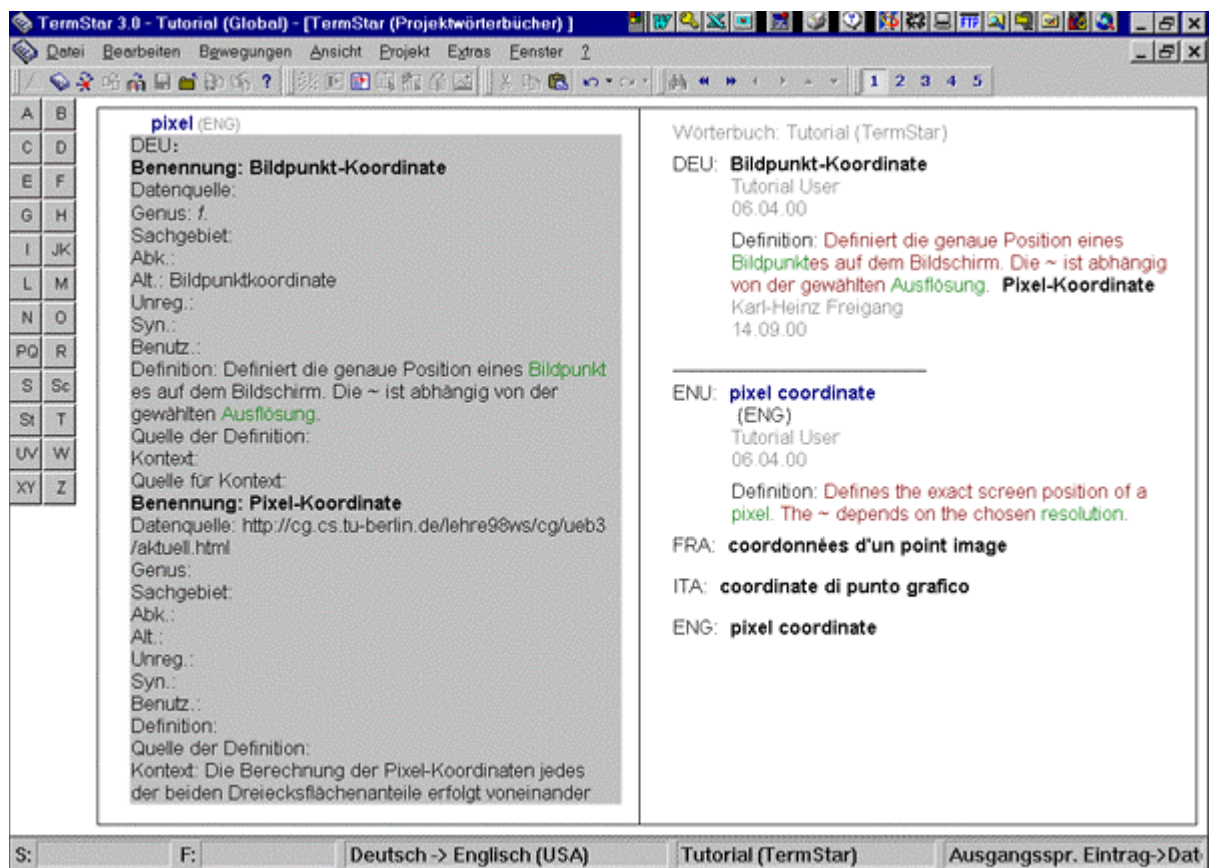 TermStar 3.0 - Tutorial (Global) - [TermStar (Projektwörterbücher) ]
Datei Bearbeiten Bewegungen Ansicht Projekt Extras Fenster ?
1 2 3 4 5
A B
C D
E F
G H
I JK
L M
N O
PQ R
S Sc
St T
UV W
XY Z
pixel (ENG)
DEU:
Benennung: Bildpunkt-Koordinate
Datenquelle:
Genus: f.
Sachgebiet:
Abk.:
Alt.: Bildpunktkoordinate
Unreg.:
Syn.:
Benutz.:
Definition: Definiert die genaue Position eines Bildpunkt
es auf dem Bildschirm. Die ~ ist abhängig von der
gewählten Ausflösung.
Quelle der Definition:
Kontext:
Quelle für Kontext:
Benennung: Pixel-Koordinate
Datenquelle: http://cg.cs.tu-berlin.de/lehre98ws/cg/ueb3
/aktuell.html
Genus:
Sachgebiet:
Abk.:
Alt.:
Unreg.:
Syn.:
Benutz.:
Definition:
Quelle der Definition:
Kontext: Die Berechnung der Pixel-Koordinaten jedes
der beiden Dreiecksflächenanteile erfolgt voneinander
Wörterbuch: Tutorial (TermStar)
DEU: Bildpunkt-Koordinate
Tutorial User
06.04.00
Definition: Definiert die genaue Position eines
Bildpunktes auf dem Bildschirm. Die ~ ist abhängig
von der gewählten Ausflösung. Pixel-Koordinate
Karl-Heinz Freigang
14.09.00
ENU: pixel coordinate
(ENG)
Tutorial User
06.04.00
Definition: Defines the exact screen position of a
pixel. The ~ depends on the chosen resolution.
FRA: coordonnées d'un point image
ITA: coordinate di punto grafico
ENG: pixel coordinate
S: F: Deutsch -> Englisch (USA) Tutorial (TermStar) Ausgangsspr. Eintrag->Dat